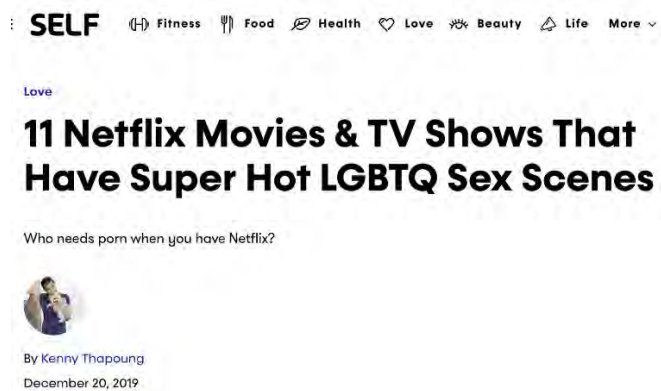 SELF Fitness Food Health Love Beauty Life More
Love
11 Netflix Movies & TV Shows That
Have Super Hot LGBTQ Sex Scenes
Who needs porn when you have Netflix?
By Kenny Thapoung
December 20, 2019